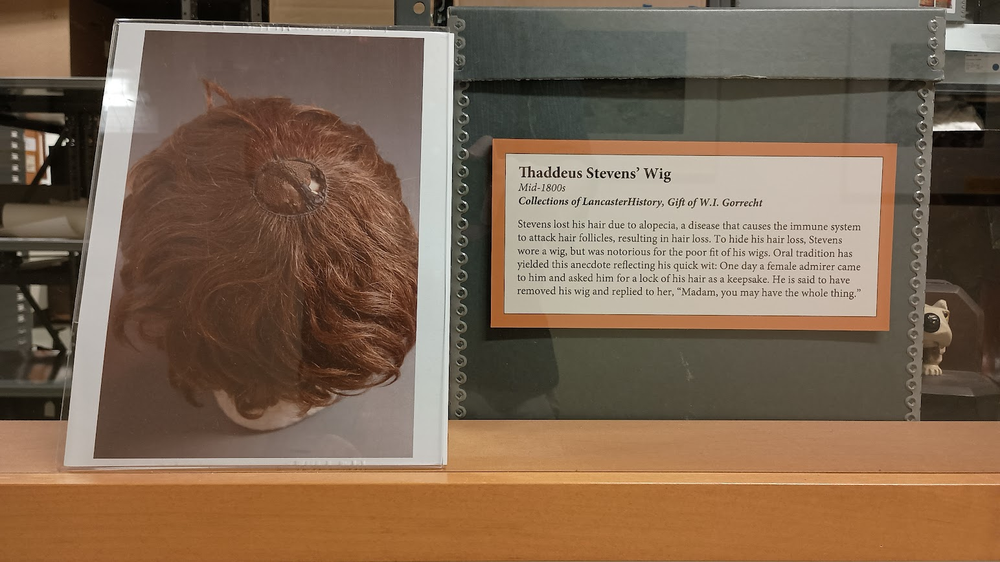 Thaddeus Stevens’ Wig
Mid-1800s
Collections of LancasterHistory, Gift of W.I. Gorrecht
Stevens lost his hair due to alopecia, a disease that causes the immune system
to attack hair follicles, resulting in hair loss. To hide his hair loss, Stevens
wore a wig, but was notorious for the poor fit of his wigs. Oral tradition has
yielded this anecdote reflecting his quick wit: One day a female admirer came
to him and asked him for a lock of his hair as a keepsake. He is said to have
removed his wig and replied to her, “Madam, you may have the whole thing.”